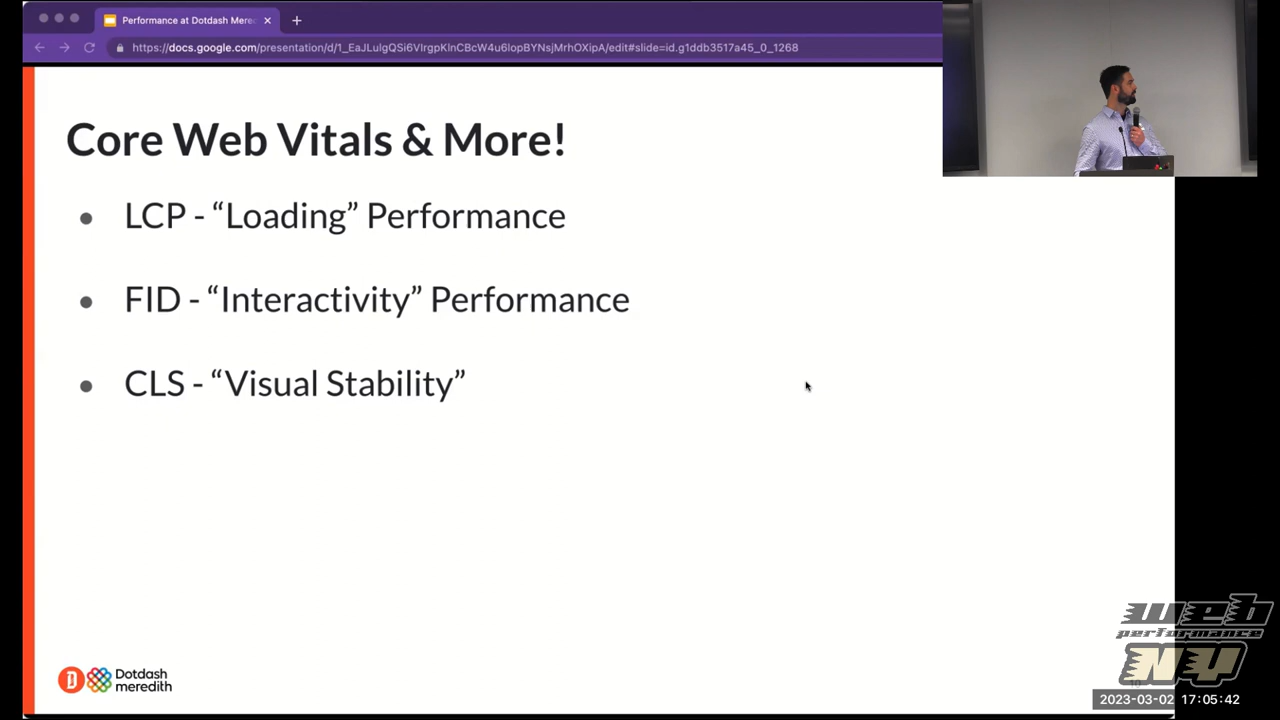 Performance at Dotdash Mere
https://docs.google.com/presentation/d/1_EaJLulgQSi6VIrgpKlnCBcW4u6lopBYNsjMrhOXipA/edit#slide=id.g1ddb3517a45_0_1268
Core Web Vitals & More!
● LCP - “Loading” Performance
● FID - “Interactivity” Performance
● CLS - “Visual Stability”
Dotdash
meredith
web
performance
NY
2023-03-02 17:05:42